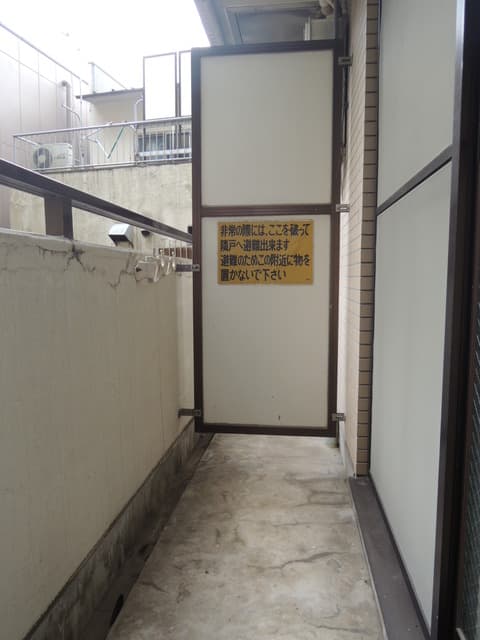 非常の際には、ここを破って
隣戸へ避難出来ます
避難のためこの附近に物を
置かないで下さい